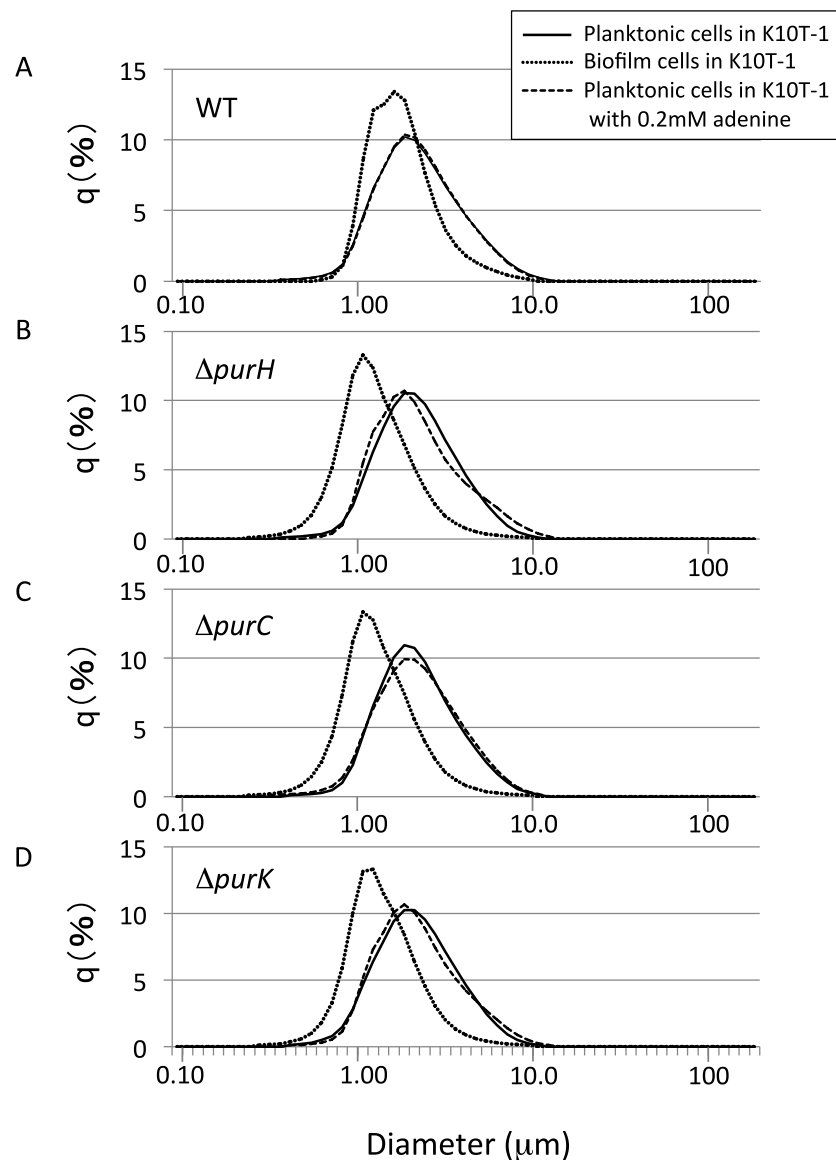 Planktonic cells in K10T-1
Biofilm cells in K10T-1
Planktonic cells in K10T-1
with 0.2mM adenine
A
WT
15
10
5
0
q (%)
0.10 1.00 10.0 100
B
ΔpurH
15
10
5
0
q (%)
0.10 1.00 10.0 100
C
ΔpurC
15
10
5
0
q (%)
0.10 1.00 10.0 100
D
ΔpurK
15
10
5
0
q (%)
0.10 1.00 10.0 100
Diameter (μm)